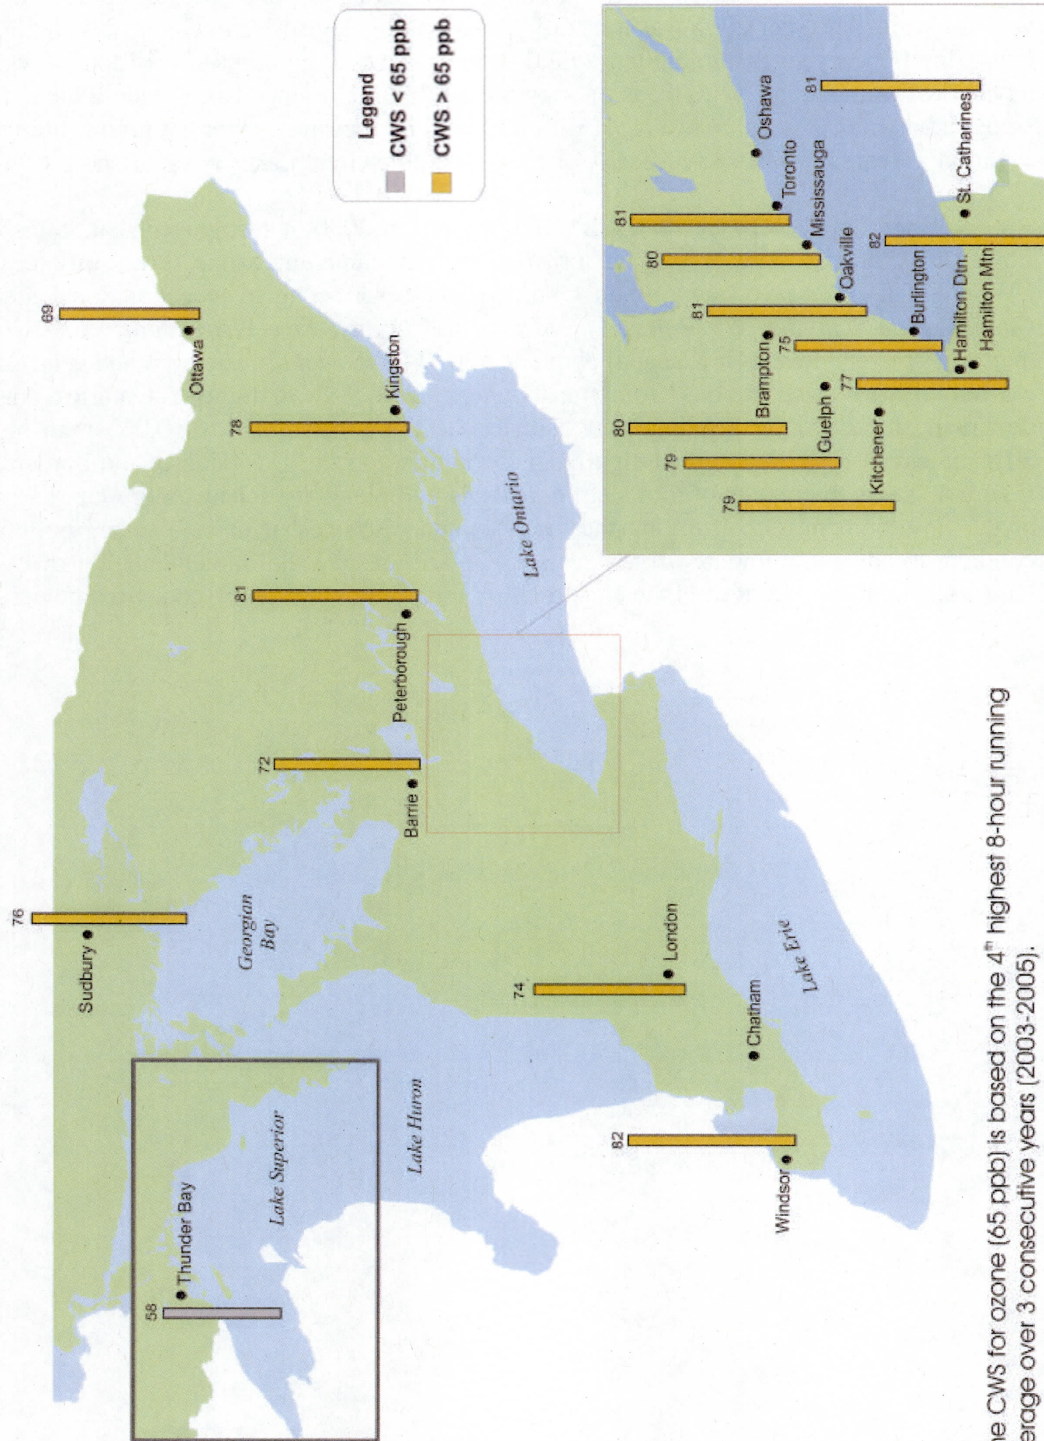 Legend
CWS < 65 ppb
CWS > 65 ppb
58
Thunder Bay
Lake Superior
Lake Huron
76
Sudbury
Georgian
Bay
72
Barrie
81
Peterborough
78
Kingston
69
Ottawa
Lake Ontario
74
London
Chatham
82
Windsor
Lake Erie
79
Kitchener
79
Guelph
80
Brampton
77
75
81
Oakville
80
Mississauga
81
Toronto
Oshawa
Burlington
Hamilton Dtn.
Hamilton Mtn.
82
St. Catharines
81
CWS for ozone (65 ppb) is based on the 4th highest 8-hour running
over 3 consecutive years (2003-2005).